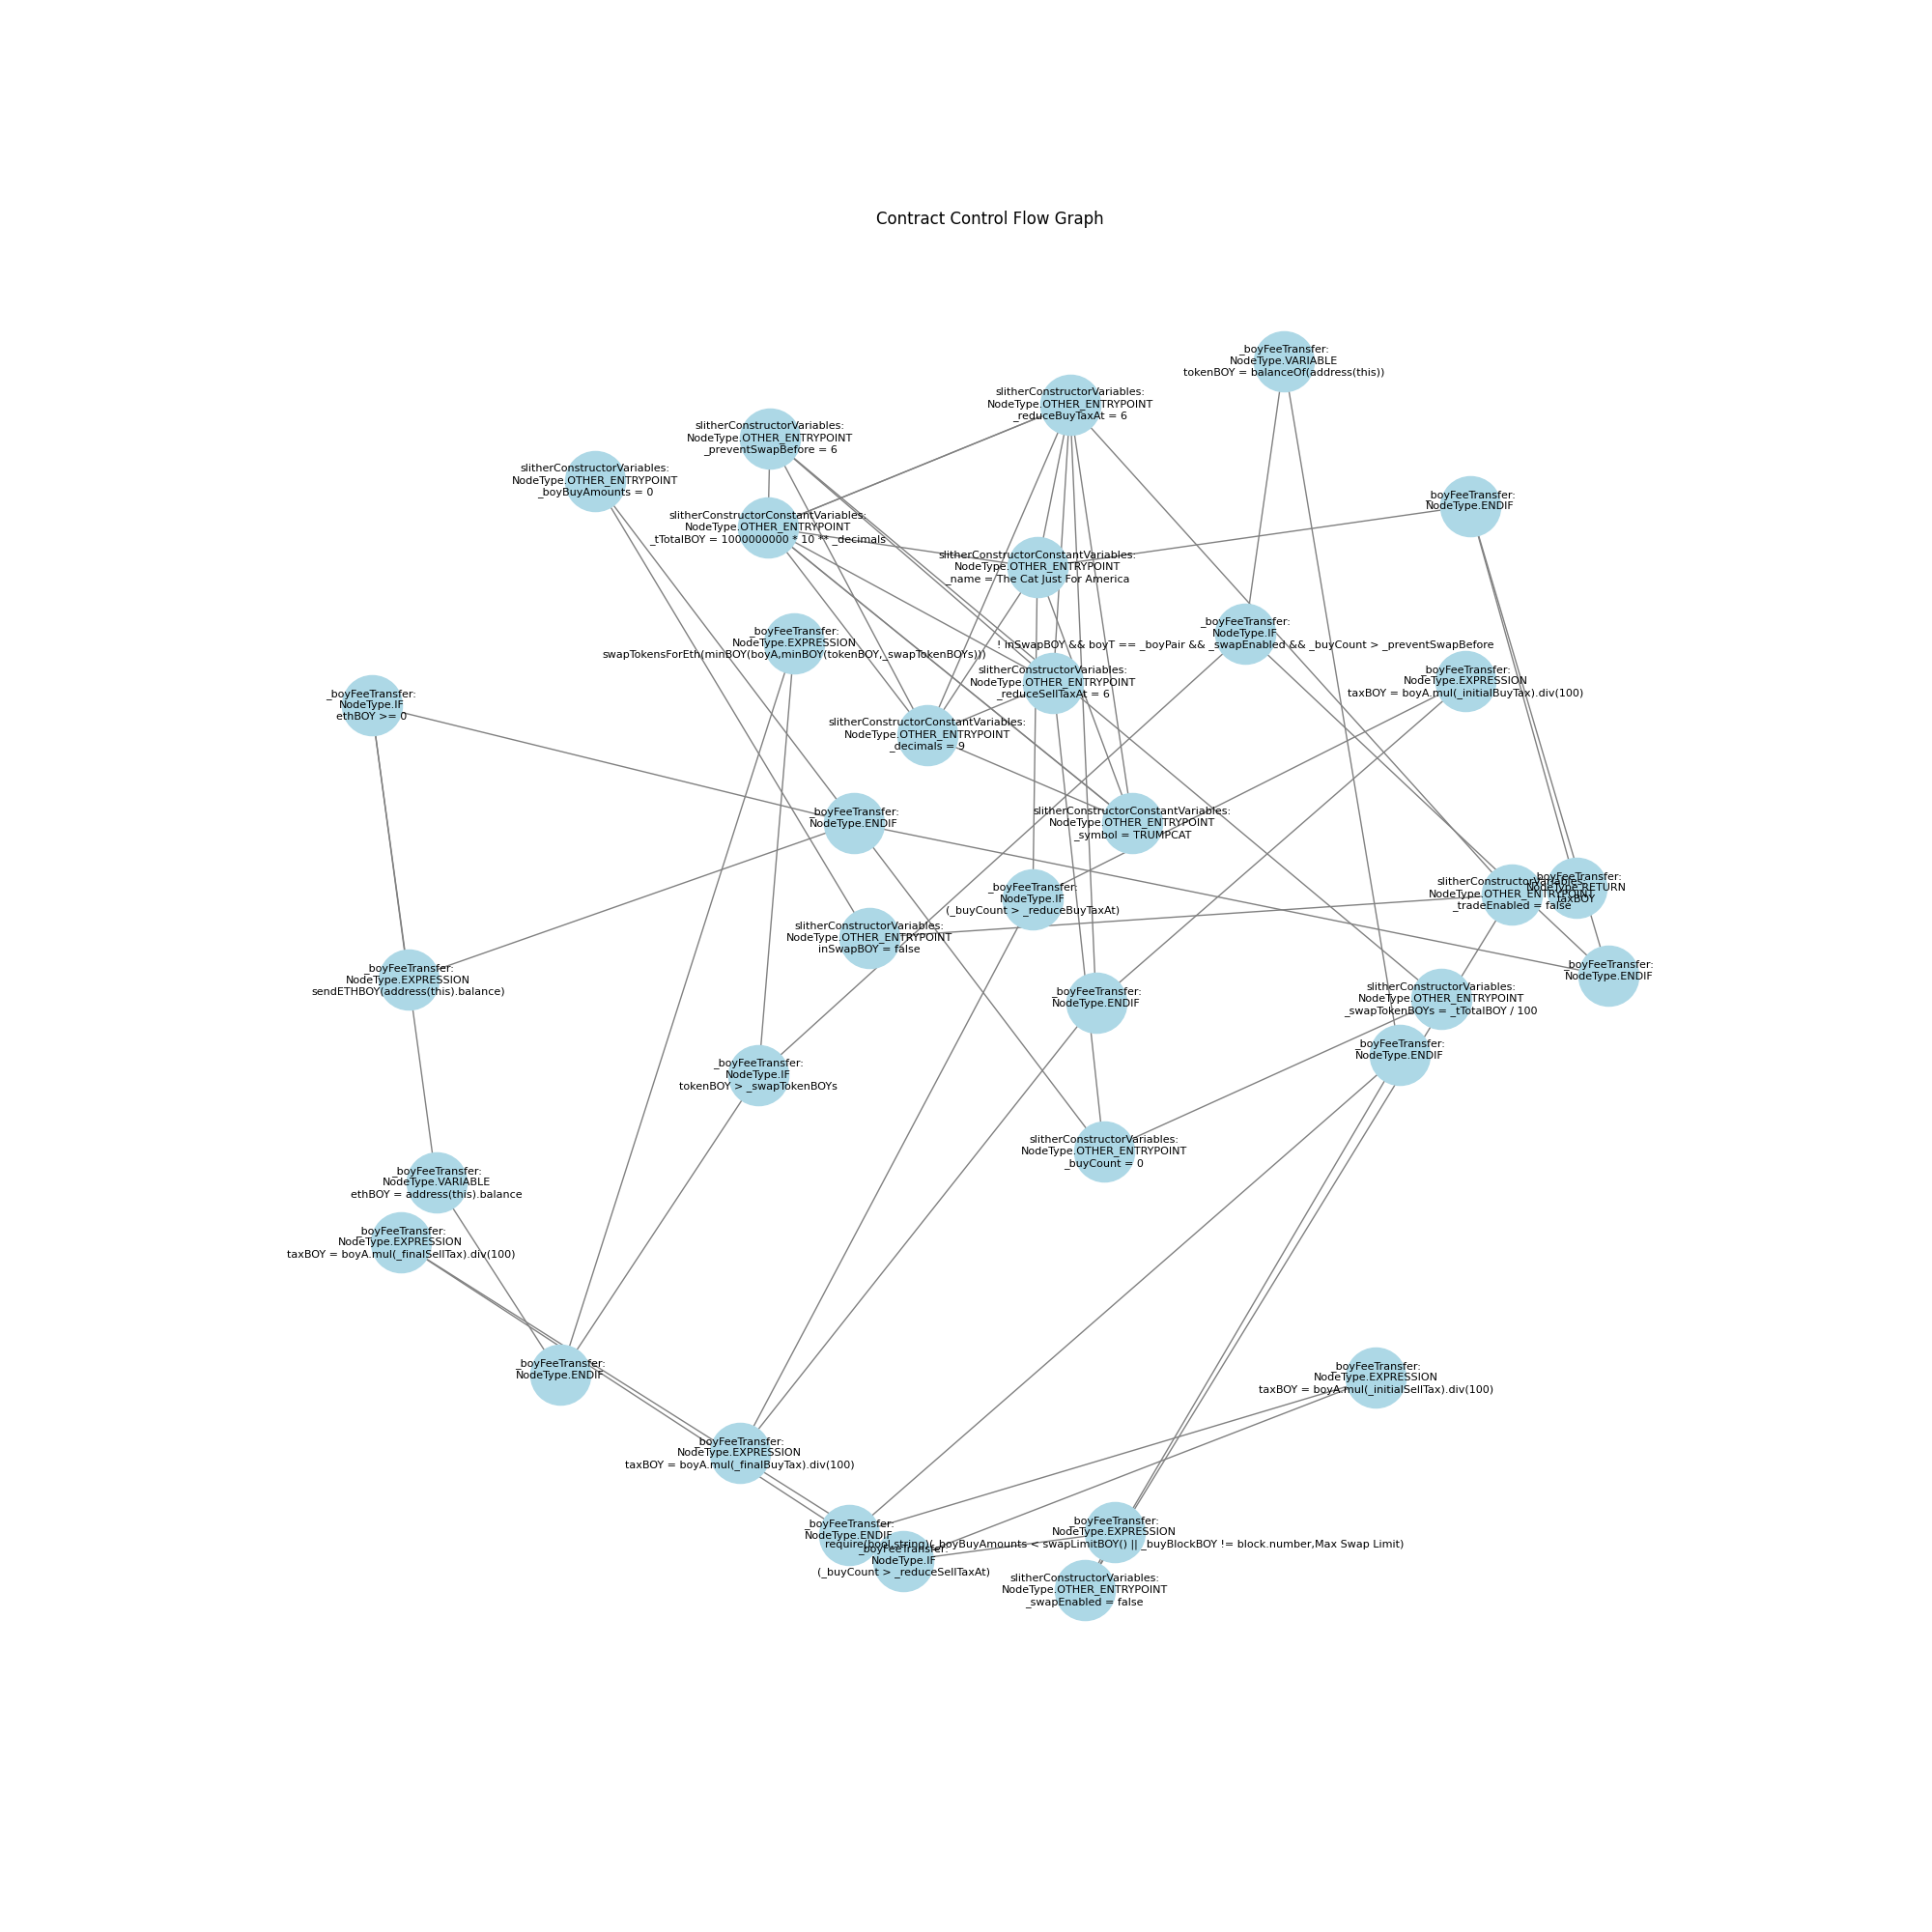 Contract Control Flow Graph
_boyFeeTransfer:
NodeType.VARIABLE
tokenBOY = balanceOf(address(this))
slitherConstructorVariables:
NodeType.OTHER_ENTRYPOINT
_reduceBuyTaxAt = 6
slitherConstructorVariables:
NodeType.OTHER_ENTRYPOINT
_preventSwapBefore = 6
slitherConstructorVariables:
NodeType.OTHER_ENTRYPOINT
_boyBuyAmounts = 0
_boyFeeTransfer:
NodeType.ENDIF
slitherConstructorConstantVariables:
NodeType.OTHER_ENTRYPOINT
_tTotalBOY = 1000000000 * 10 ** _decimals
slitherConstructorConstantVariables:
NodeType.OTHER_ENTRYPOINT
_name = The Cat Just For America
_boyFeeTransfer:
NodeType.IF
! inSwapBOY && boyT == _boyPair && _swapEnabled && _buyCount > _preventSwapBefore
_boyFeeTransfer:
NodeType.EXPRESSION
swapTokensForEth(minBOY(boyA,minBOY(tokenBOY,_swapTokenBOYs)))
slitherConstructorVariables:
NodeType.OTHER_ENTRYPOINT
_reduceSellTaxAt = 6
_boyFeeTransfer:
NodeType.EXPRESSION
taxBOY = boyA.mul(_initialBuyTax).div(100)
_boyFeeTransfer:
NodeType.IF
ethBOY >= 0
slitherConstructorConstantVariables:
NodeType.OTHER_ENTRYPOINT
_decimals = 9
_boyFeeTransfer:
NodeType.ENDIF
slitherConstructorConstantVariables:
NodeType.OTHER_ENTRYPOINT
_symbol = TRUMPCAT
_boyFeeTransfer:
NodeType.IF
(_buyCount > _reduceBuyTaxAt)
slitherConstructorVariables:
NodeType.OTHER_ENTRYPOINT
_tradeEnabled = false
_boyFeeTransfer:
NodeType.RETURN
taxBOY
slitherConstructorVariables:
NodeType.OTHER_ENTRYPOINT
inSwapBOY = false
_boyFeeTransfer:
NodeType.ENDIF
_boyFeeTransfer:
NodeType.EXPRESSION
sendETHBOY(address(this).balance)
_boyFeeTransfer:
NodeType.ENDIF
slitherConstructorVariables:
NodeType.OTHER_ENTRYPOINT
_swapTokenBOYs = _tTotalBOY / 100
_boyFeeTransfer:
NodeType.ENDIF
_boyFeeTransfer:
NodeType.IF
tokenBOY > _swapTokenBOYs
slitherConstructorVariables:
NodeType.OTHER_ENTRYPOINT
_buyCount = 0
_boyFeeTransfer:
NodeType.VARIABLE
ethBOY = address(this).balance
_boyFeeTransfer:
NodeType.EXPRESSION
taxBOY = boyA.mul(_finalSellTax).div(100)
_boyFeeTransfer:
NodeType.ENDIF
_boyFeeTransfer:
NodeType.EXPRESSION
taxBOY = boyA.mul(_initialSellTax).div(100)
_boyFeeTransfer:
NodeType.EXPRESSION
taxBOY = boyA.mul(_finalBuyTax).div(100)
_boyFeeTransfer:
NodeType.ENDIF
_boyFeeTransfer:
NodeType.EXPRESSION
require(bool,string)(_boyBuyAmounts < swapLimitBOY() || _buyBlockBOY != block.number,Max Swap Limit)
_boyFeeTransfer:
NodeType.IF
(_buyCount > _reduceSellTaxAt)
slitherConstructorVariables:
NodeType.OTHER_ENTRYPOINT
_swapEnabled = false